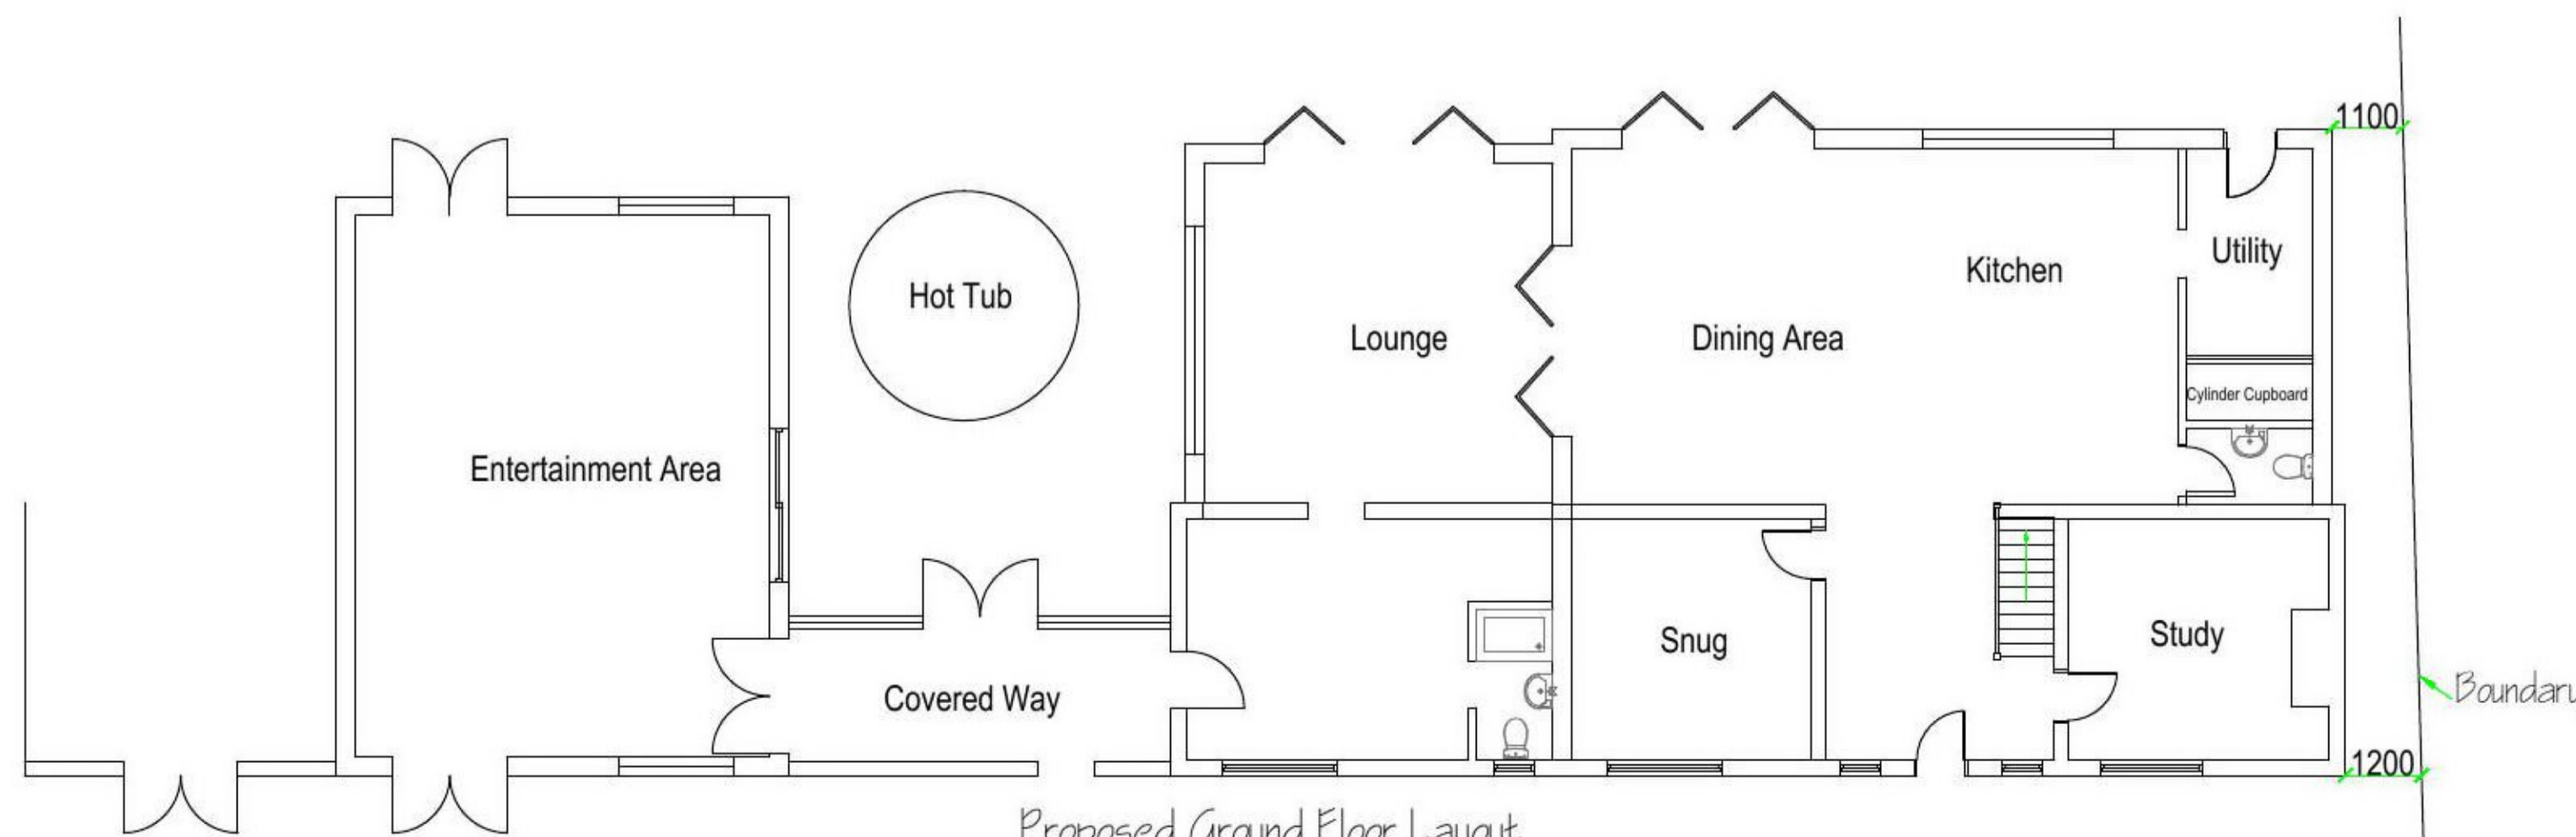 1100
Utility
Kitchen
Hot Tub
Lounge
Dining Area
Cylinder Cupboard
Entertainment Area
Study
Snug
Covered Way
Boundary
1200
Proposed Ground Floor Layout